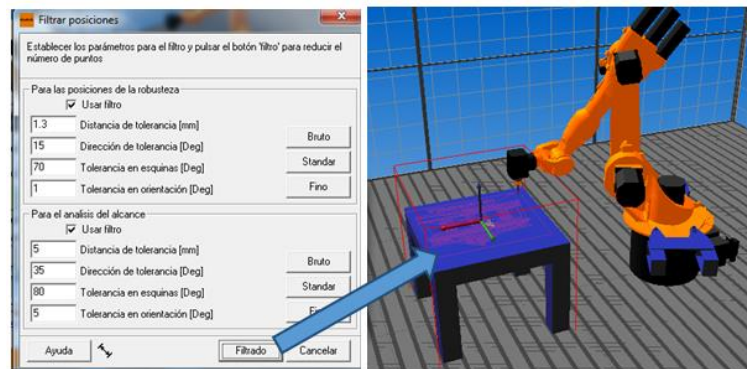 Filtrar posiciones
Establecer los parámetros para el filtro y pulsar el botón 'filtro' para reducir el
número de puntos
Para las posiciones de la robusteza
Usar filtro
1.3 Distancia de tolerancia [mm]
15 Dirección de tolerancia [Deg]
70 Tolerancia en esquinas [Deg]
1 Tolerancia en orientación [Deg]
Bruto
Standar
Fino
Para el analisis del alcance
Usar filtro
5 Distancia de tolerancia [mm]
35 Dirección de tolerancia [Deg]
80 Tolerancia en esquinas [Deg]
5 Tolerancia en orientación [Deg]
Bruto
Standar
Ayuda
Filtrado
Cancelar